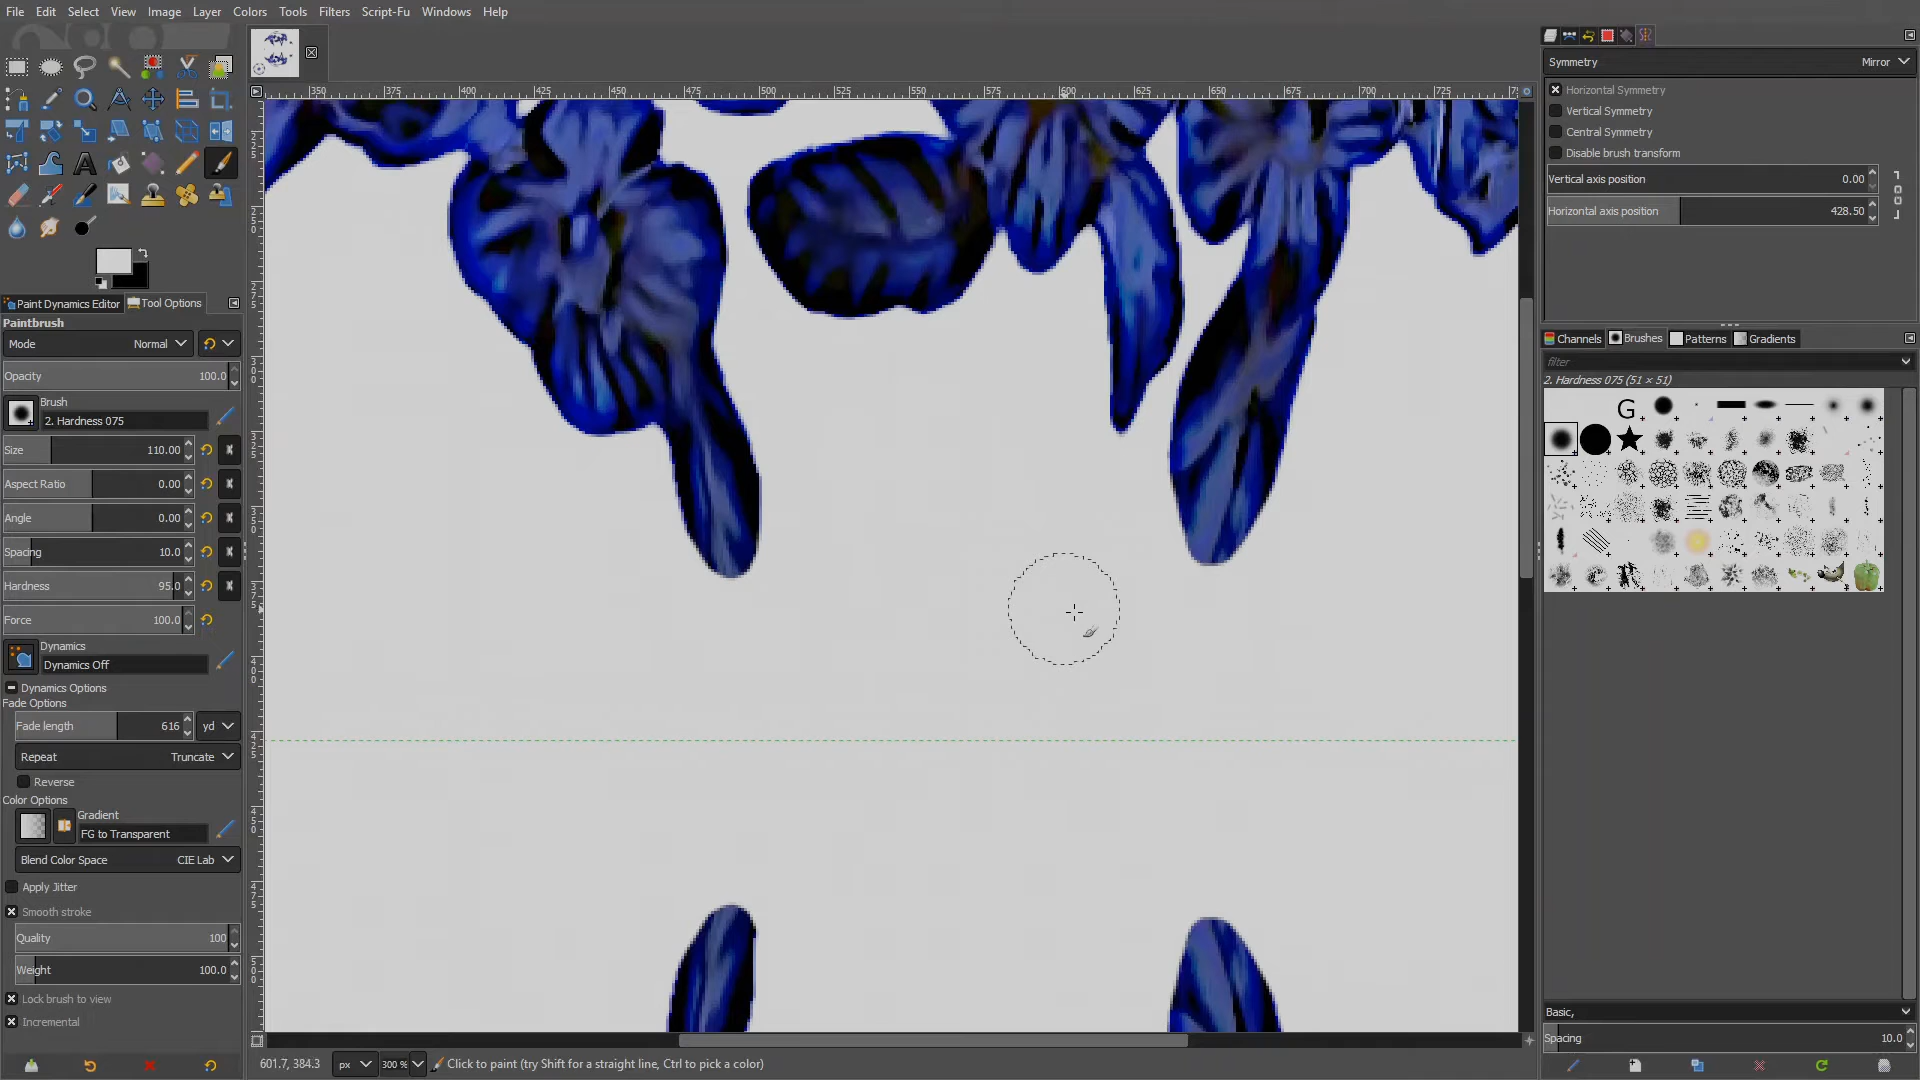 File Edit Select View Image Layer Colors Tools Filters Script-Fu Windows Help
Symmetry Mirror
Horizontal Symmetry
Vertical Symmetry
Central Symmetry
Disable brush transform
Vertical axis position 0.00
Horizontal axis position 428.50
350 375 400 425 450 475 500 525 550 575 600 625 650 675 700 725
Paint Dynamics Editor Tool Options
Paintbrush
Mode Normal
Opacity 100.0
Brush
2. Hardness 075
Size 110.00
Aspect Ratio 0.00
Angle 0.00
Spacing 10.0
Hardness 95.0
Force 100.0
Dynamics
Dynamics Off
Dynamics Options
Fade Options
Fade length 616 yd
Repeat Truncate
Reverse
Color Options
Gradient
FG to Transparent
Blend Color Space CIE Lab
Apply Jitter
Smooth stroke
Quality 100
Weight 100.0
Lock brush to view
Incremental
Channels Brushes Patterns Gradients
filter
2. Hardness 075 (51 × 51)
G
Basic,
Spacing 10.0
601.7, 384.3 px 300 % Click to paint (try Shift for a straight line, Ctrl to pick a color)